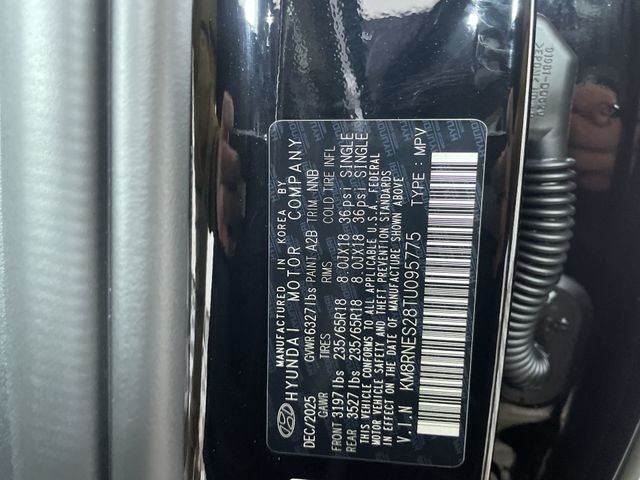 MANUFACTURED IN KOREA BY
HYUNDAI MOTOR COMPANY
DEC/2025 GVWR 6327 lbs PAINT A2B TRIM NNB
GAWR TIRES RIMS COLD TIRE INFL
FRONT 3197 lbs 235/65R18 8.0JX18 36psi SINGLE
REAR 3527 lbs 235/65R18 8.0JX18 36psi SINGLE
THIS VEHICLE CONFORMS TO ALL APPLICABLE U.S.A. FEDERAL
MOTOR VEHICLE SAFETY AND THEFT PREVENTION STANDARDS
IN EFFECT ON THE DATE OF MANUFACTURE SHOWN ABOVE
V.I.N KM8RNES28TU095775 TYPE : MPV